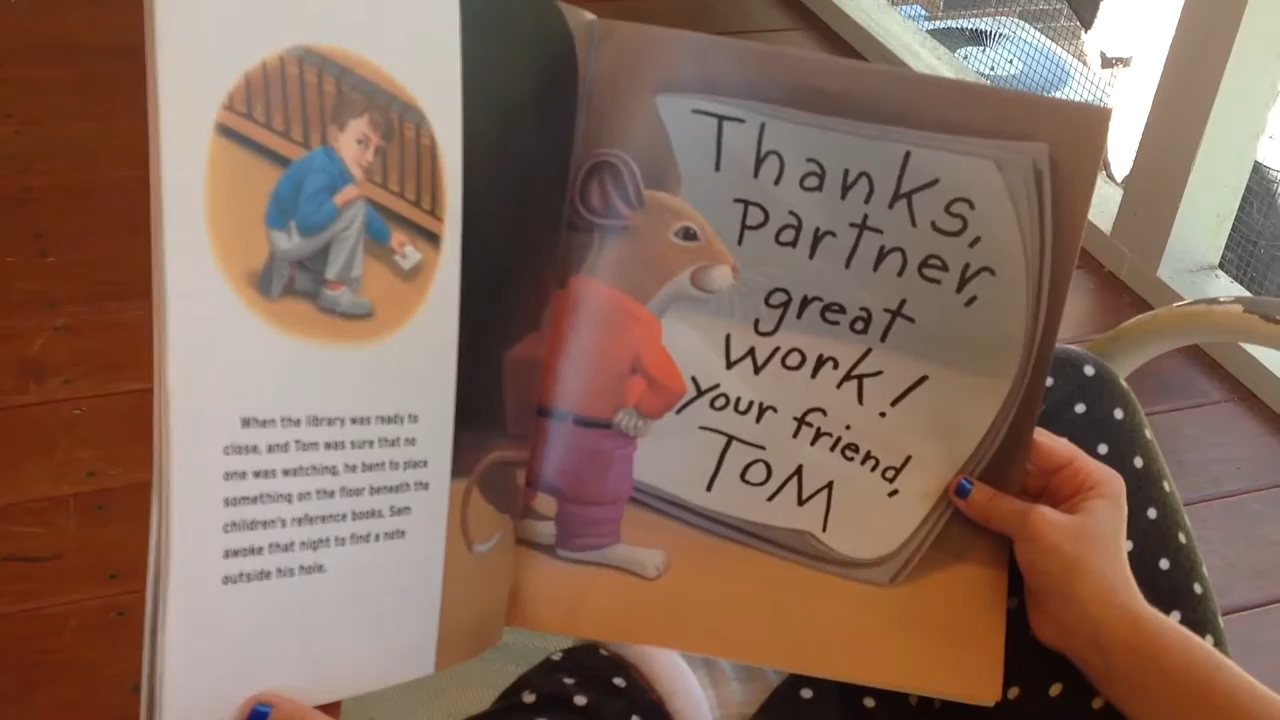 When the library was ready to
close, and Tom was sure that no
one was watching, he bent to place
something on the floor beneath the
children's reference books. Sam
awoke that night to find a note
outside his hole.
Thanks,
Partner,
great
work!
your friend,
TOM